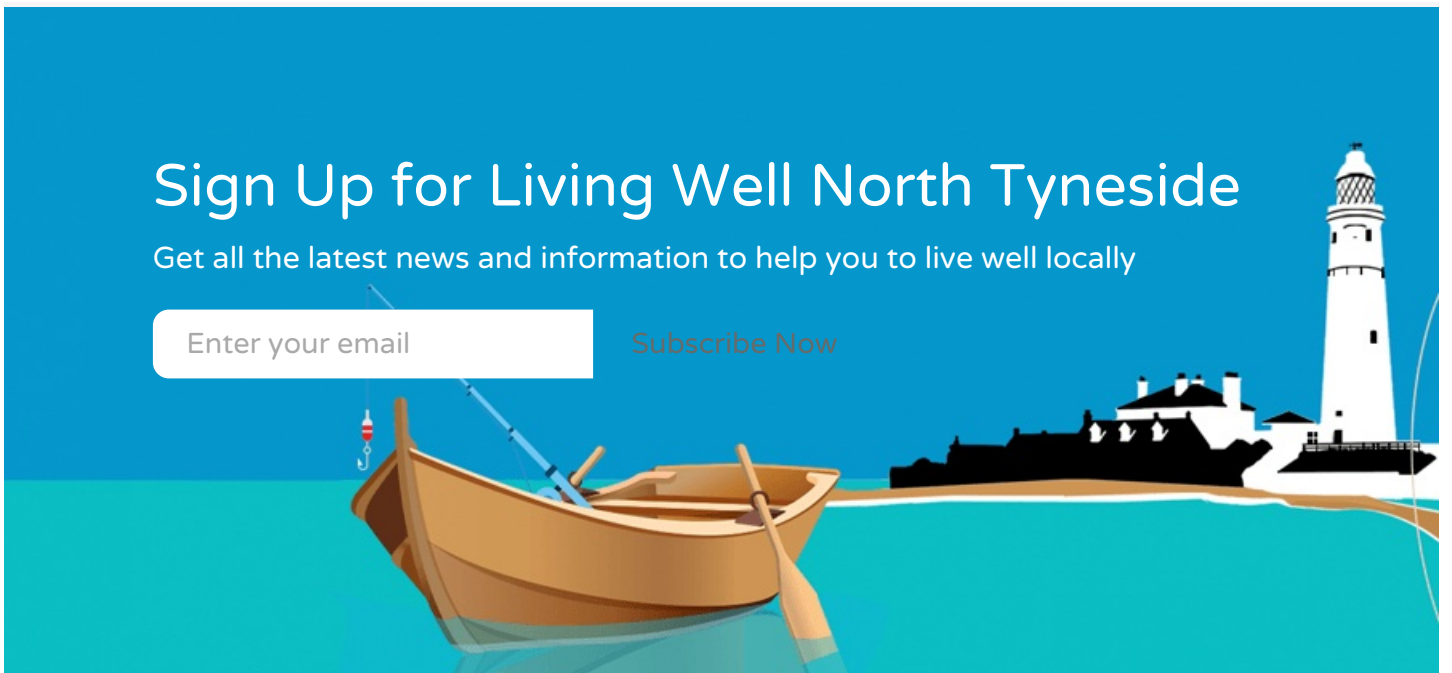 Sign Up for Living Well North Tyneside
Get all the latest news and information to help you to live well locally
Enter your email
Subscribe Now